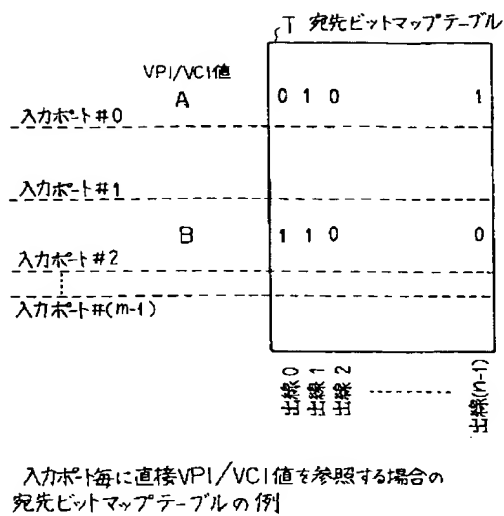 T 宛先ビットマップテーブル
VPI/VCI値
A 0 1 0 1
入力ポート#0
入力ポート#1
B 1 1 0 0
入力ポート#2
入力ポート#(m-1)
出線0
出線1
出線2
出線(n-1)
入力ポート毎に直接VPI/VCI値を参照する場合の
宛先ビットマップテーブルの例